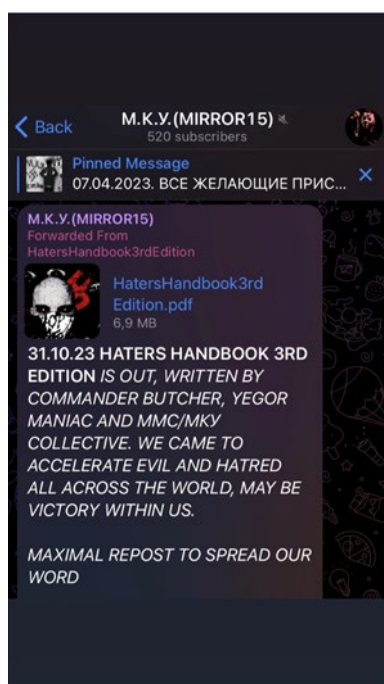 Back
М.К.У.(MIRROR15)
520 subscribers
Pinned Message
07.04.2023. ВСЕ ЖЕЛАЮЩИЕ ПРИС...
М.К.У.(MIRROR15)
Forwarded From
HatersHandbook3rdEdition
HatersHandbook3rd
Edition.pdf
6,9 MB
31.10.23 HATERS HANDBOOK 3RD
EDITION IS OUT, WRITTEN BY
COMMANDER BUTCHER, YEGOR
MANIAC AND MMC/МКУ
COLLECTIVE. WE CAME TO
ACCELERATE EVIL AND HATRED
ALL ACROSS THE WORLD, MAY BE
VICTORY WITHIN US.
MAXIMAL REPOST TO SPREAD OUR
WORD